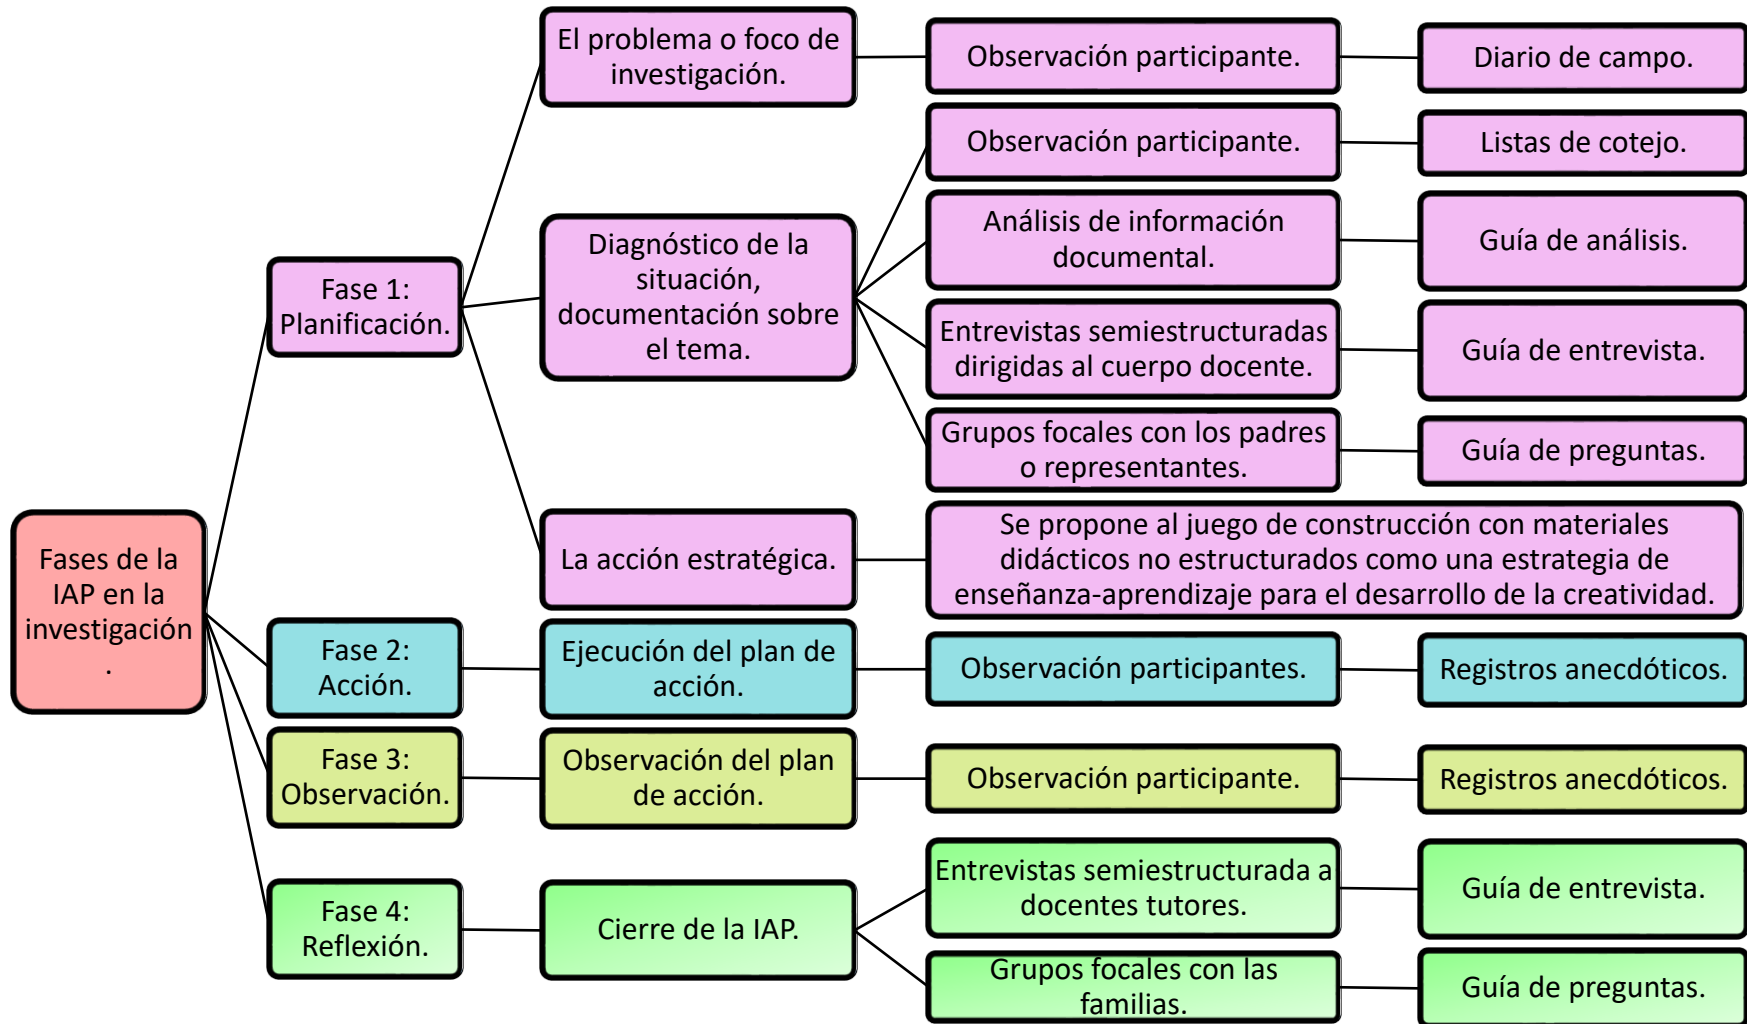 Fases de la
IAP en la
investigación
.
Fase 1:
Planificación.
El problema o foco de
investigación.
Observación participante.
Diario de campo.
Diagnóstico de la
situación,
documentación sobre
el tema.
Observación participante.
Listas de cotejo.
Análisis de información
documental.
Guía de análisis.
Entrevistas semiestructuradas
dirigidas al cuerpo docente.
Guía de entrevista.
Grupos focales con los padres
o representantes.
Guía de preguntas.
La acción estratégica.
Se propone al juego de construcción con materiales
didácticos no estructurados como una estrategia de
enseñanza-aprendizaje para el desarrollo de la creatividad.
Fase 2:
Acción.
Ejecución del plan de
acción.
Observación participantes.
Registros anecdóticos.
Fase 3:
Observación.
Observación del plan
de acción.
Observación participante.
Registros anecdóticos.
Fase 4:
Reflexión.
Cierre de la IAP.
Entrevistas semiestructurada a
docentes tutores.
Guía de entrevista.
Grupos focales con las
familias.
Guía de preguntas.